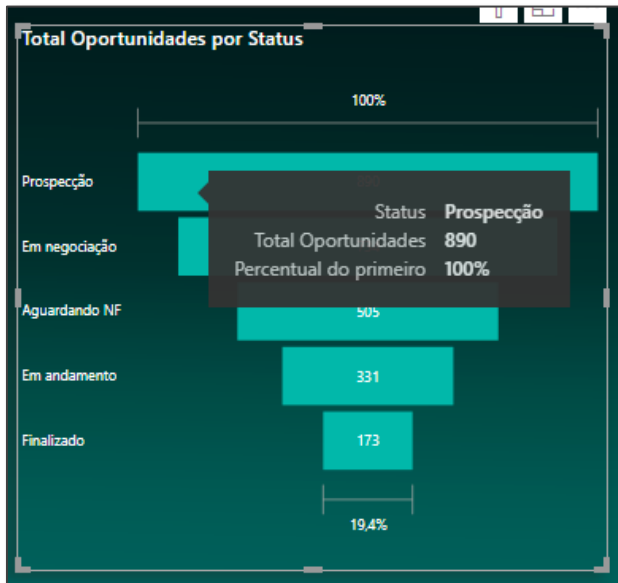 Total Oportunidades por Status
100%
Prospecção
Status Prospecção
Total Oportunidades 890
Percentual do primeiro 100%
Em negociação
Aguardando NF
505
Em andamento
331
Finalizado
173
19,4%